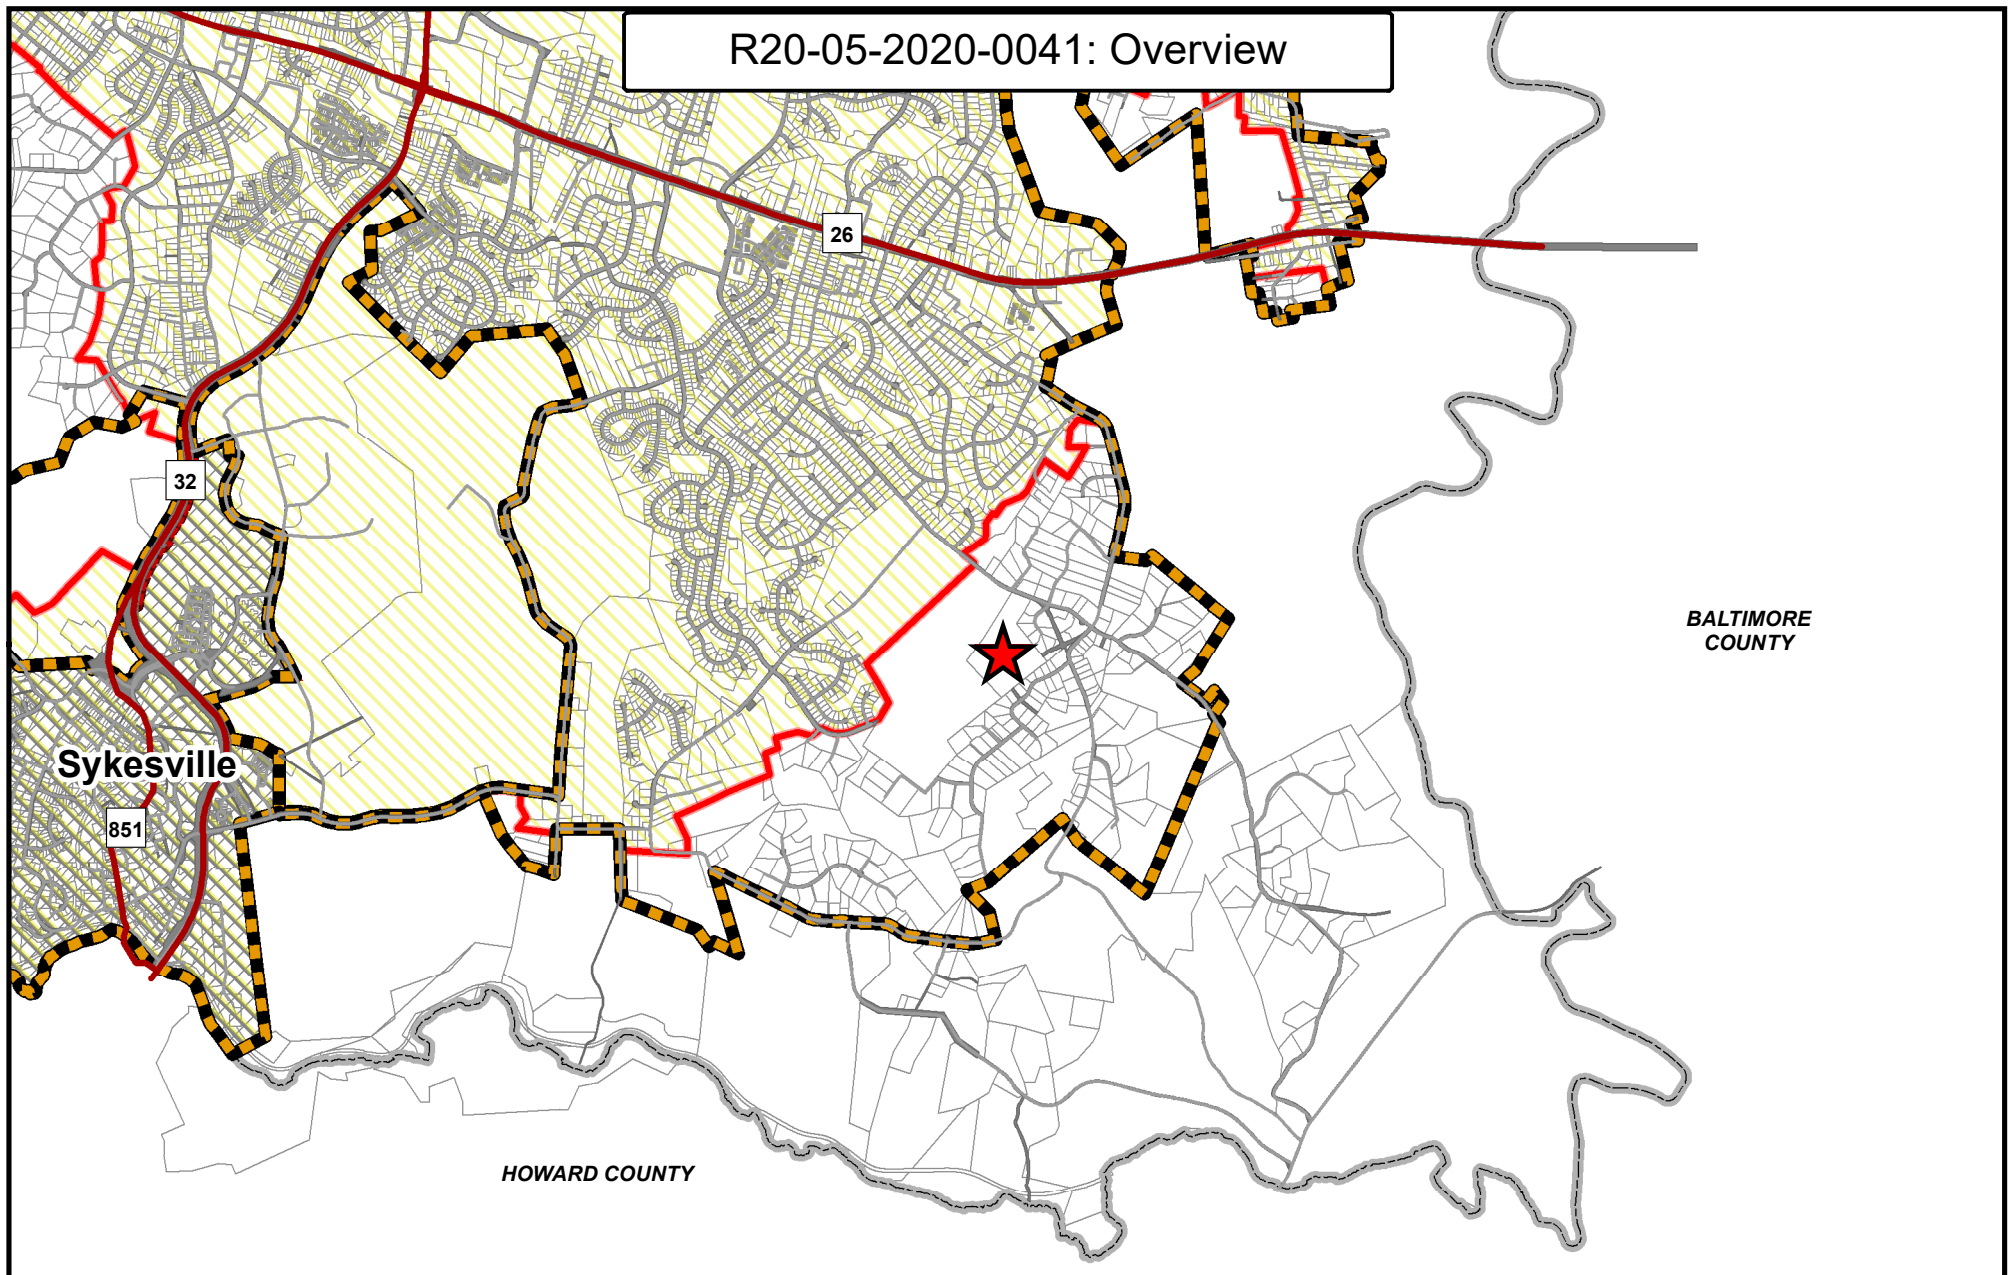 R20-05-2020-0041: Overview
26
32
BALTIMORE
COUNTY
Sykesville
851
HOWARD COUNTY